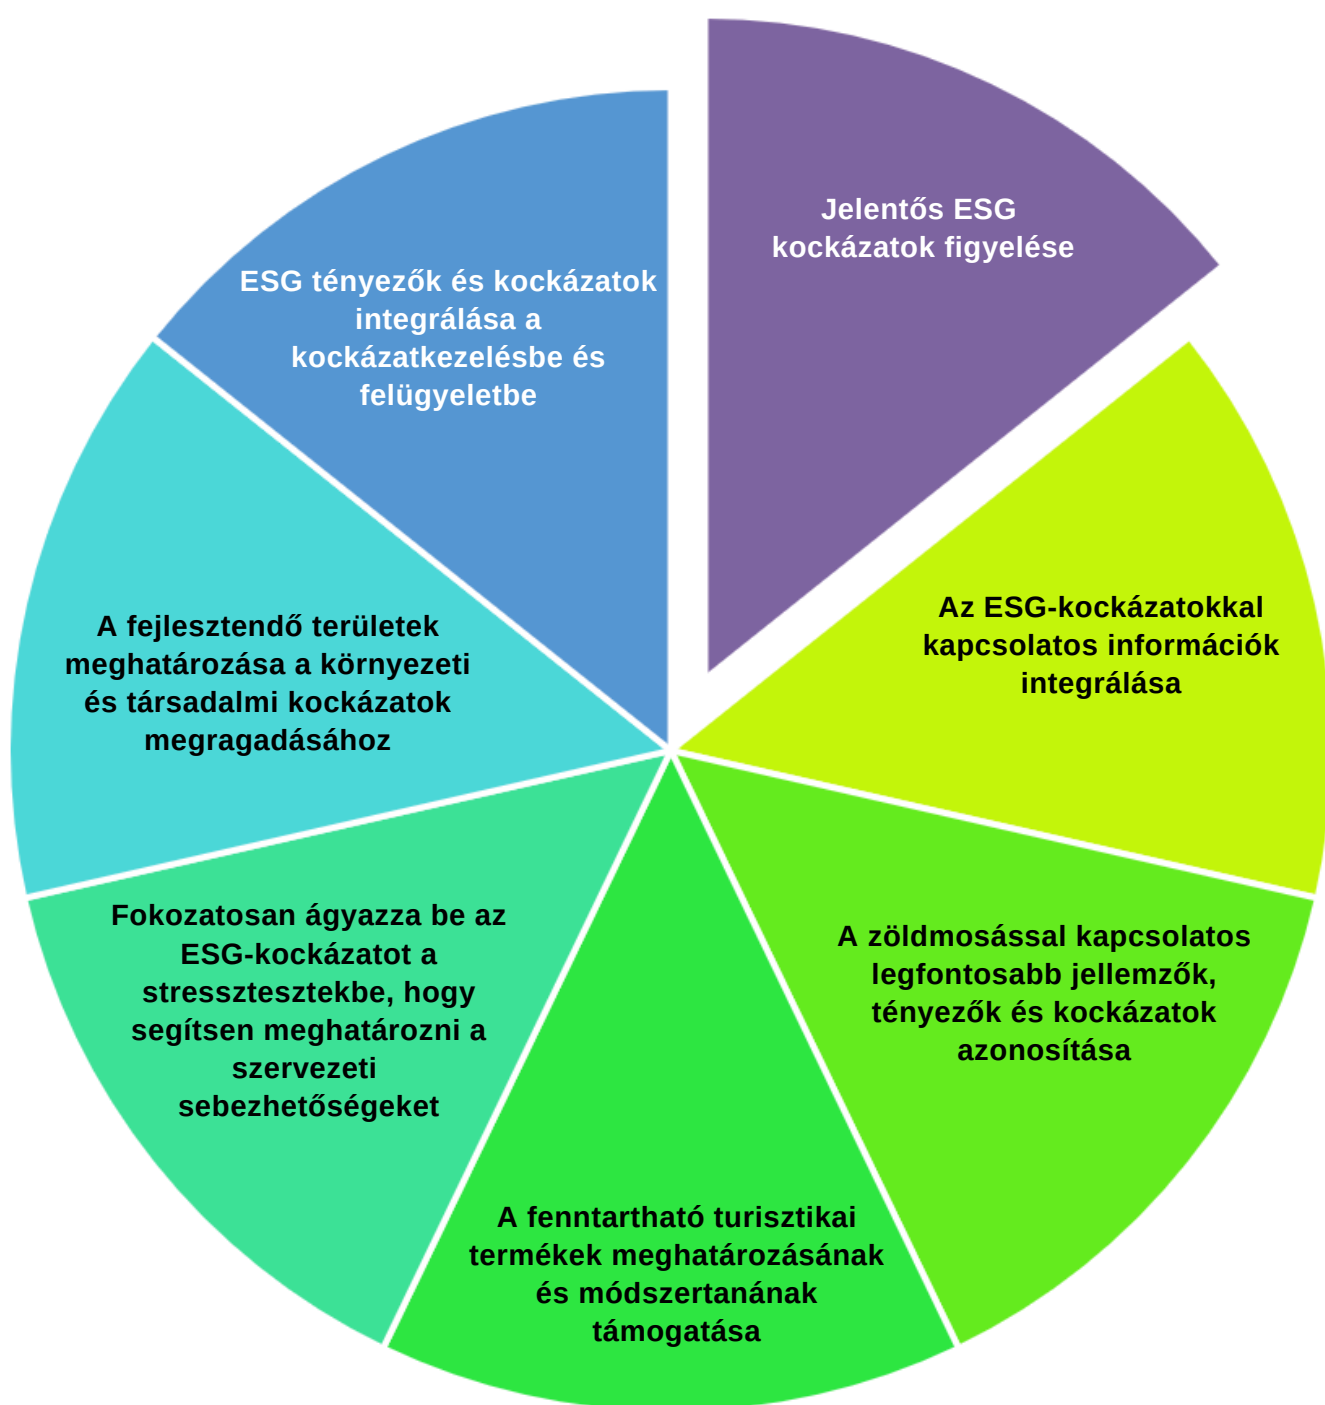 Jelentős ESG
kockázatok figyelése
Az ESG-kockázatokkal
kapcsolatos információk
integrálása
A zöldmosással kapcsolatos
legfontosabb jellemzők,
tényezők és kockázatok
azonosítása
A fenntartható turisztikai
termékek meghatározásának
és módszertanának
támogatása
Fokozatosan ágyazza be az
ESG-kockázatot a
stressztesztekbe, hogy
segítsen meghatározni a
szervezeti
sebezhetőségeket
A fejlesztendő területek
meghatározása a környezeti
és társadalmi kockázatok
megragadásához
ESG tényezők és kockázatok
integrálása a
kockázatkezelésbe és
felügyeletbe